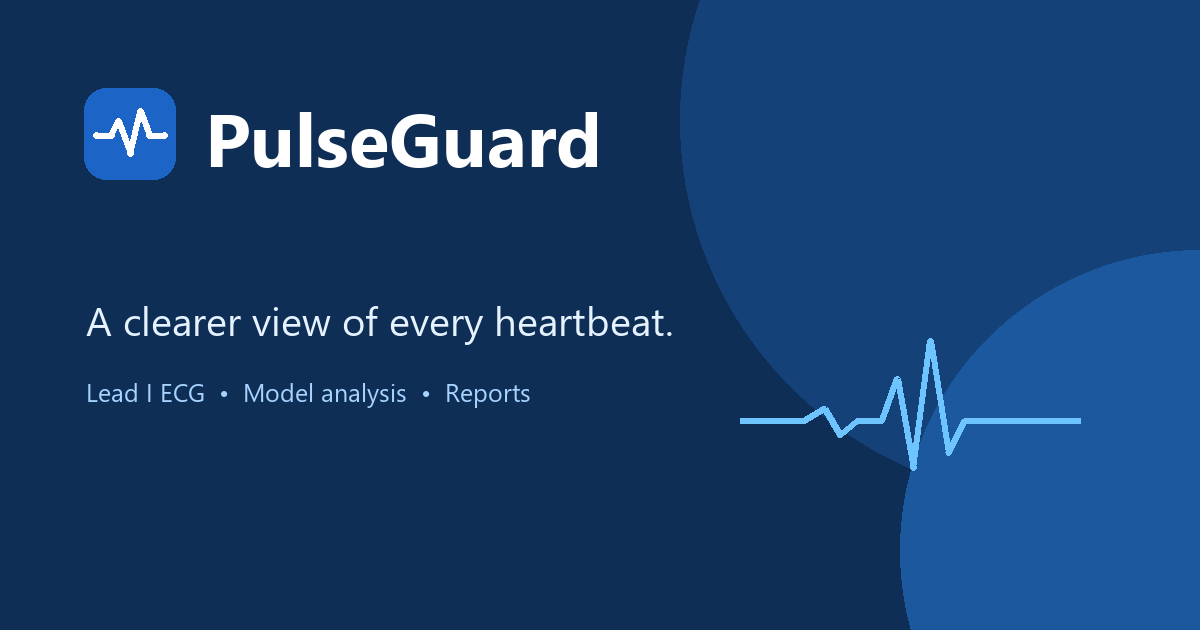 PulseGuard
A clearer view of every heartbeat.
Lead I ECG • Model analysis • Reports